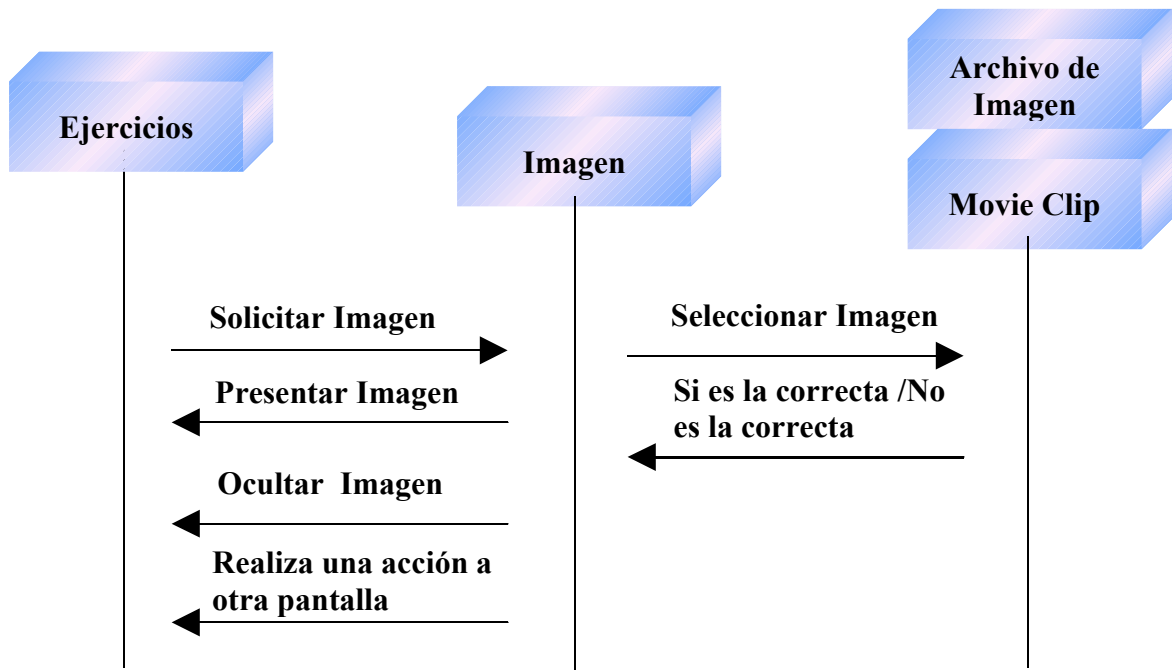 Ejercicios
Imagen
Archivo de
Imagen
Movie Clip
Solicitar Imagen
Seleccionar Imagen
Presentar Imagen
Si es la correcta /No
es la correcta
Ocultar Imagen
Realiza una acción a
otra pantalla